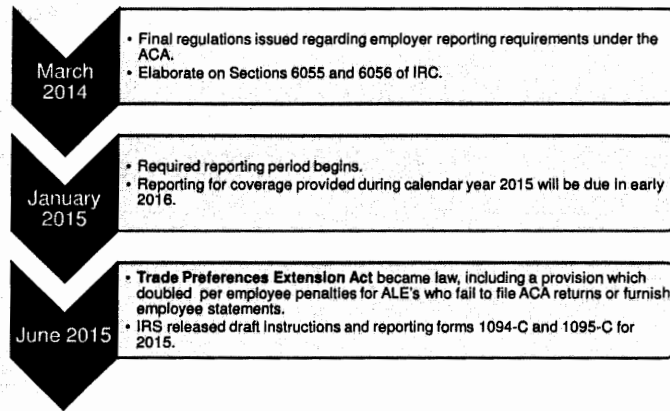 March
2014
• Final regulations issued regarding employer reporting requirements under the
ACA.
• Elaborate on Sections 6055 and 6056 of IRC.
January
2015
• Required reporting period begins.
• Reporting for coverage provided during calendar year 2015 will be due in early
2016.
June 2015
• Trade Preferences Extension Act became law, including a provision which
doubled per employee penalties for ALE's who fail to file ACA returns or furnish
employee statements.
• IRS released draft instructions and reporting forms 1094-C and 1095-C for
2015.